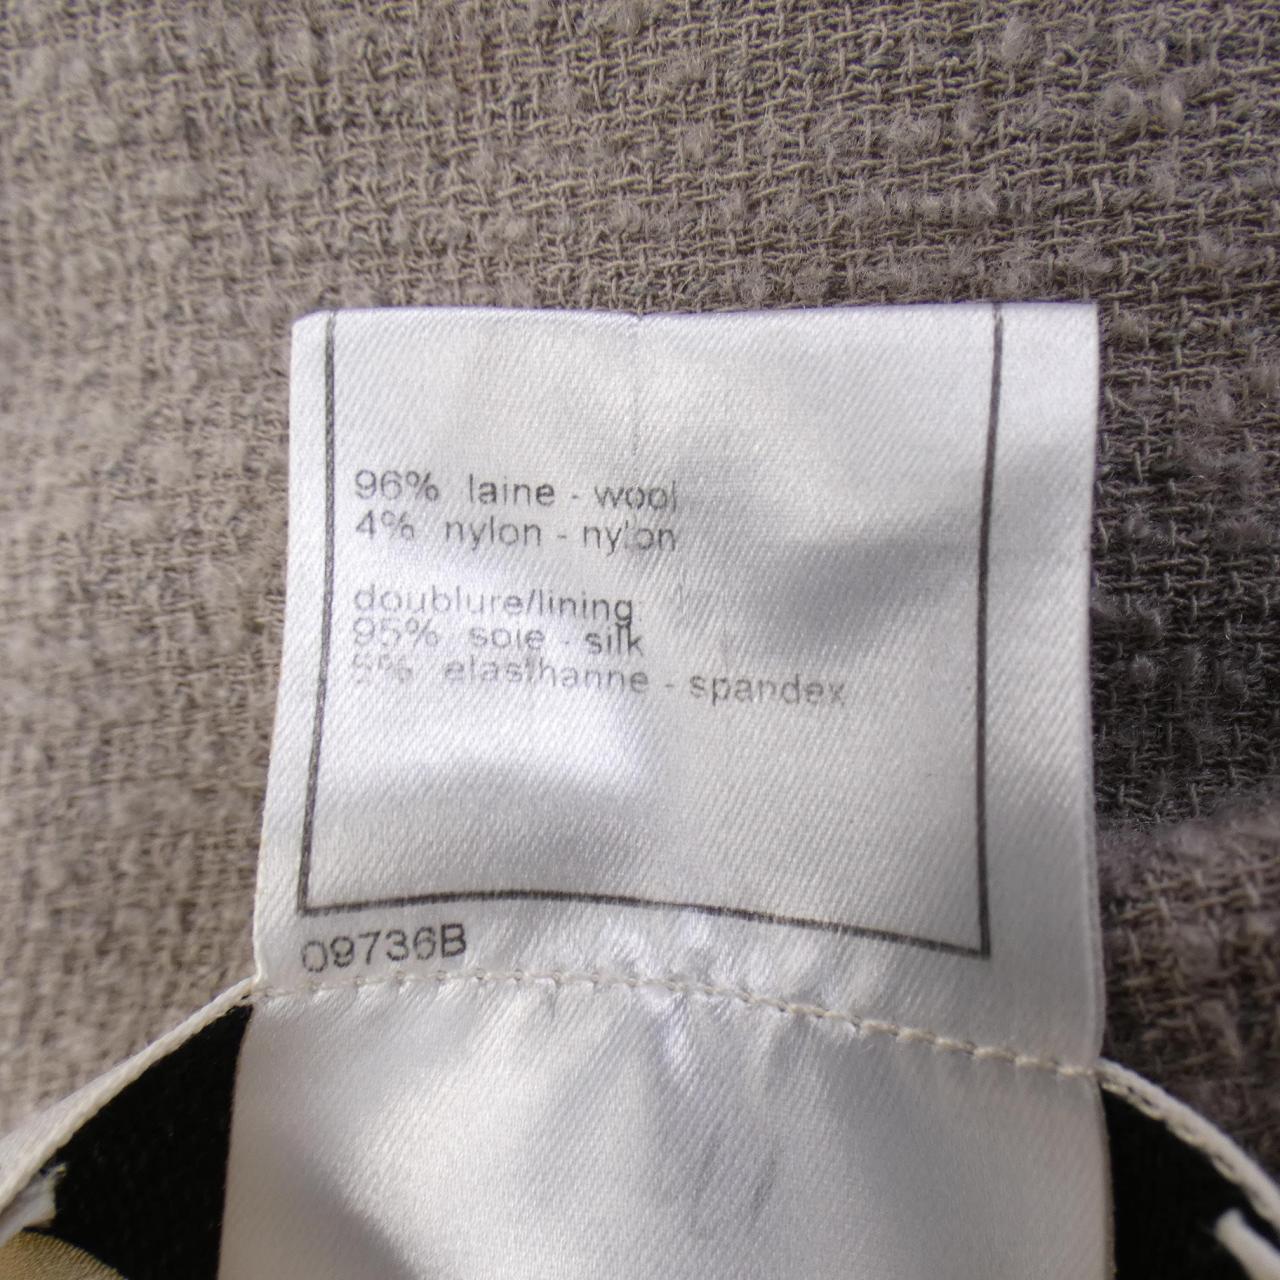 96% laine - wool
4% nylon - nylon
doublure/lining
95% soie - silk
5% elasthanne - spandex
09736B